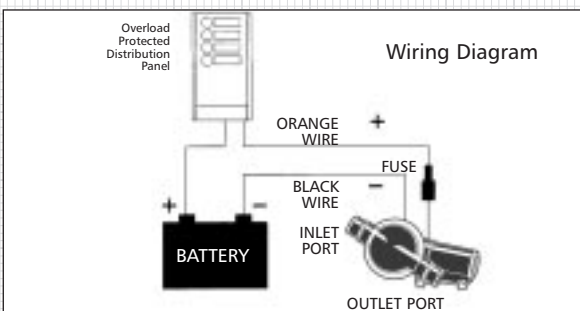 Overload
Protected
Distribution
Panel
Wiring Diagram
ORANGE
WIRE
+
FUSE
BLACK
WIRE
–
+
–
BATTERY
INLET
PORT
OUTLET PORT